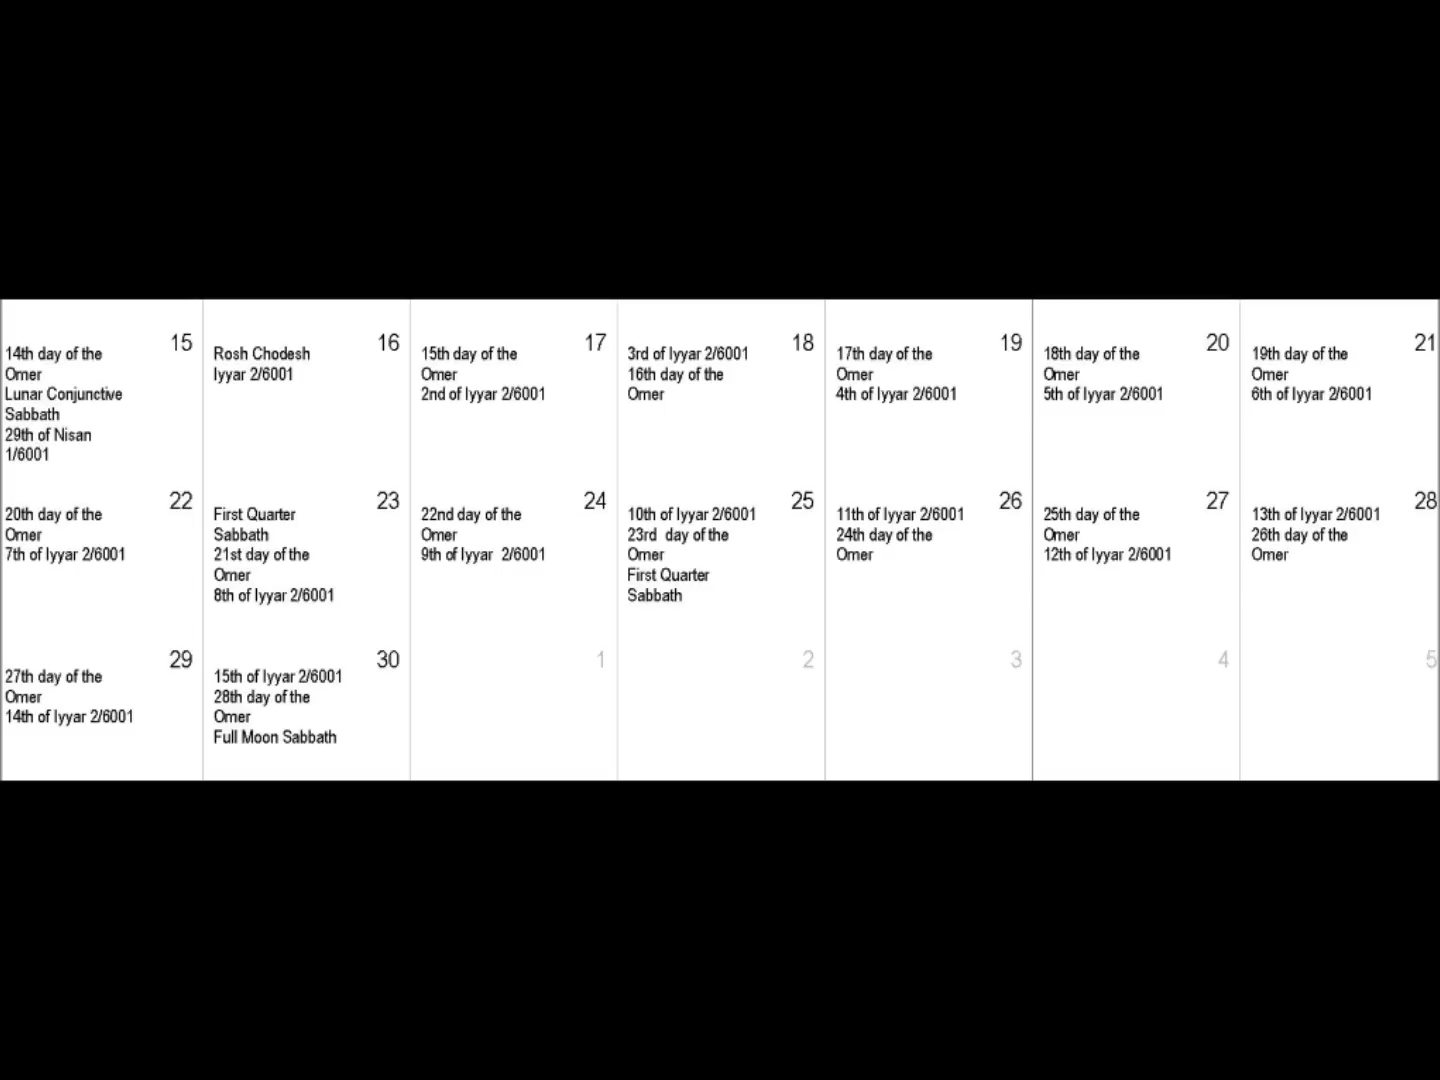 15
14th day of the
Omer
Lunar Conjunctive
Sabbath
29th of Nisan
1/6001
16
Rosh Chodesh
Iyyar 2/6001
17
15th day of the
Omer
2nd of Iyyar 2/6001
18
3rd of Iyyar 2/6001
16th day of the
Omer
19
17th day of the
Omer
4th of Iyyar 2/6001
20
18th day of the
Omer
5th of Iyyar 2/6001
21
19th day of the
Omer
6th of Iyyar 2/6001
22
20th day of the
Omer
7th of Iyyar 2/6001
23
First Quarter
Sabbath
21st day of the
Omer
8th of Iyyar 2/6001
24
22nd day of the
Omer
9th of Iyyar  2/6001
25
10th of Iyyar 2/6001
23rd  day of the
Omer
First Quarter
Sabbath
26
11th of Iyyar 2/6001
24th day of the
Omer
27
25th day of the
Omer
12th of Iyyar 2/6001
28
13th of Iyyar 2/6001
26th day of the
Omer
29
27th day of the
Omer
14th of Iyyar 2/6001
30
15th of Iyyar 2/6001
28th day of the
Omer
Full Moon Sabbath
1
2
3
4
5